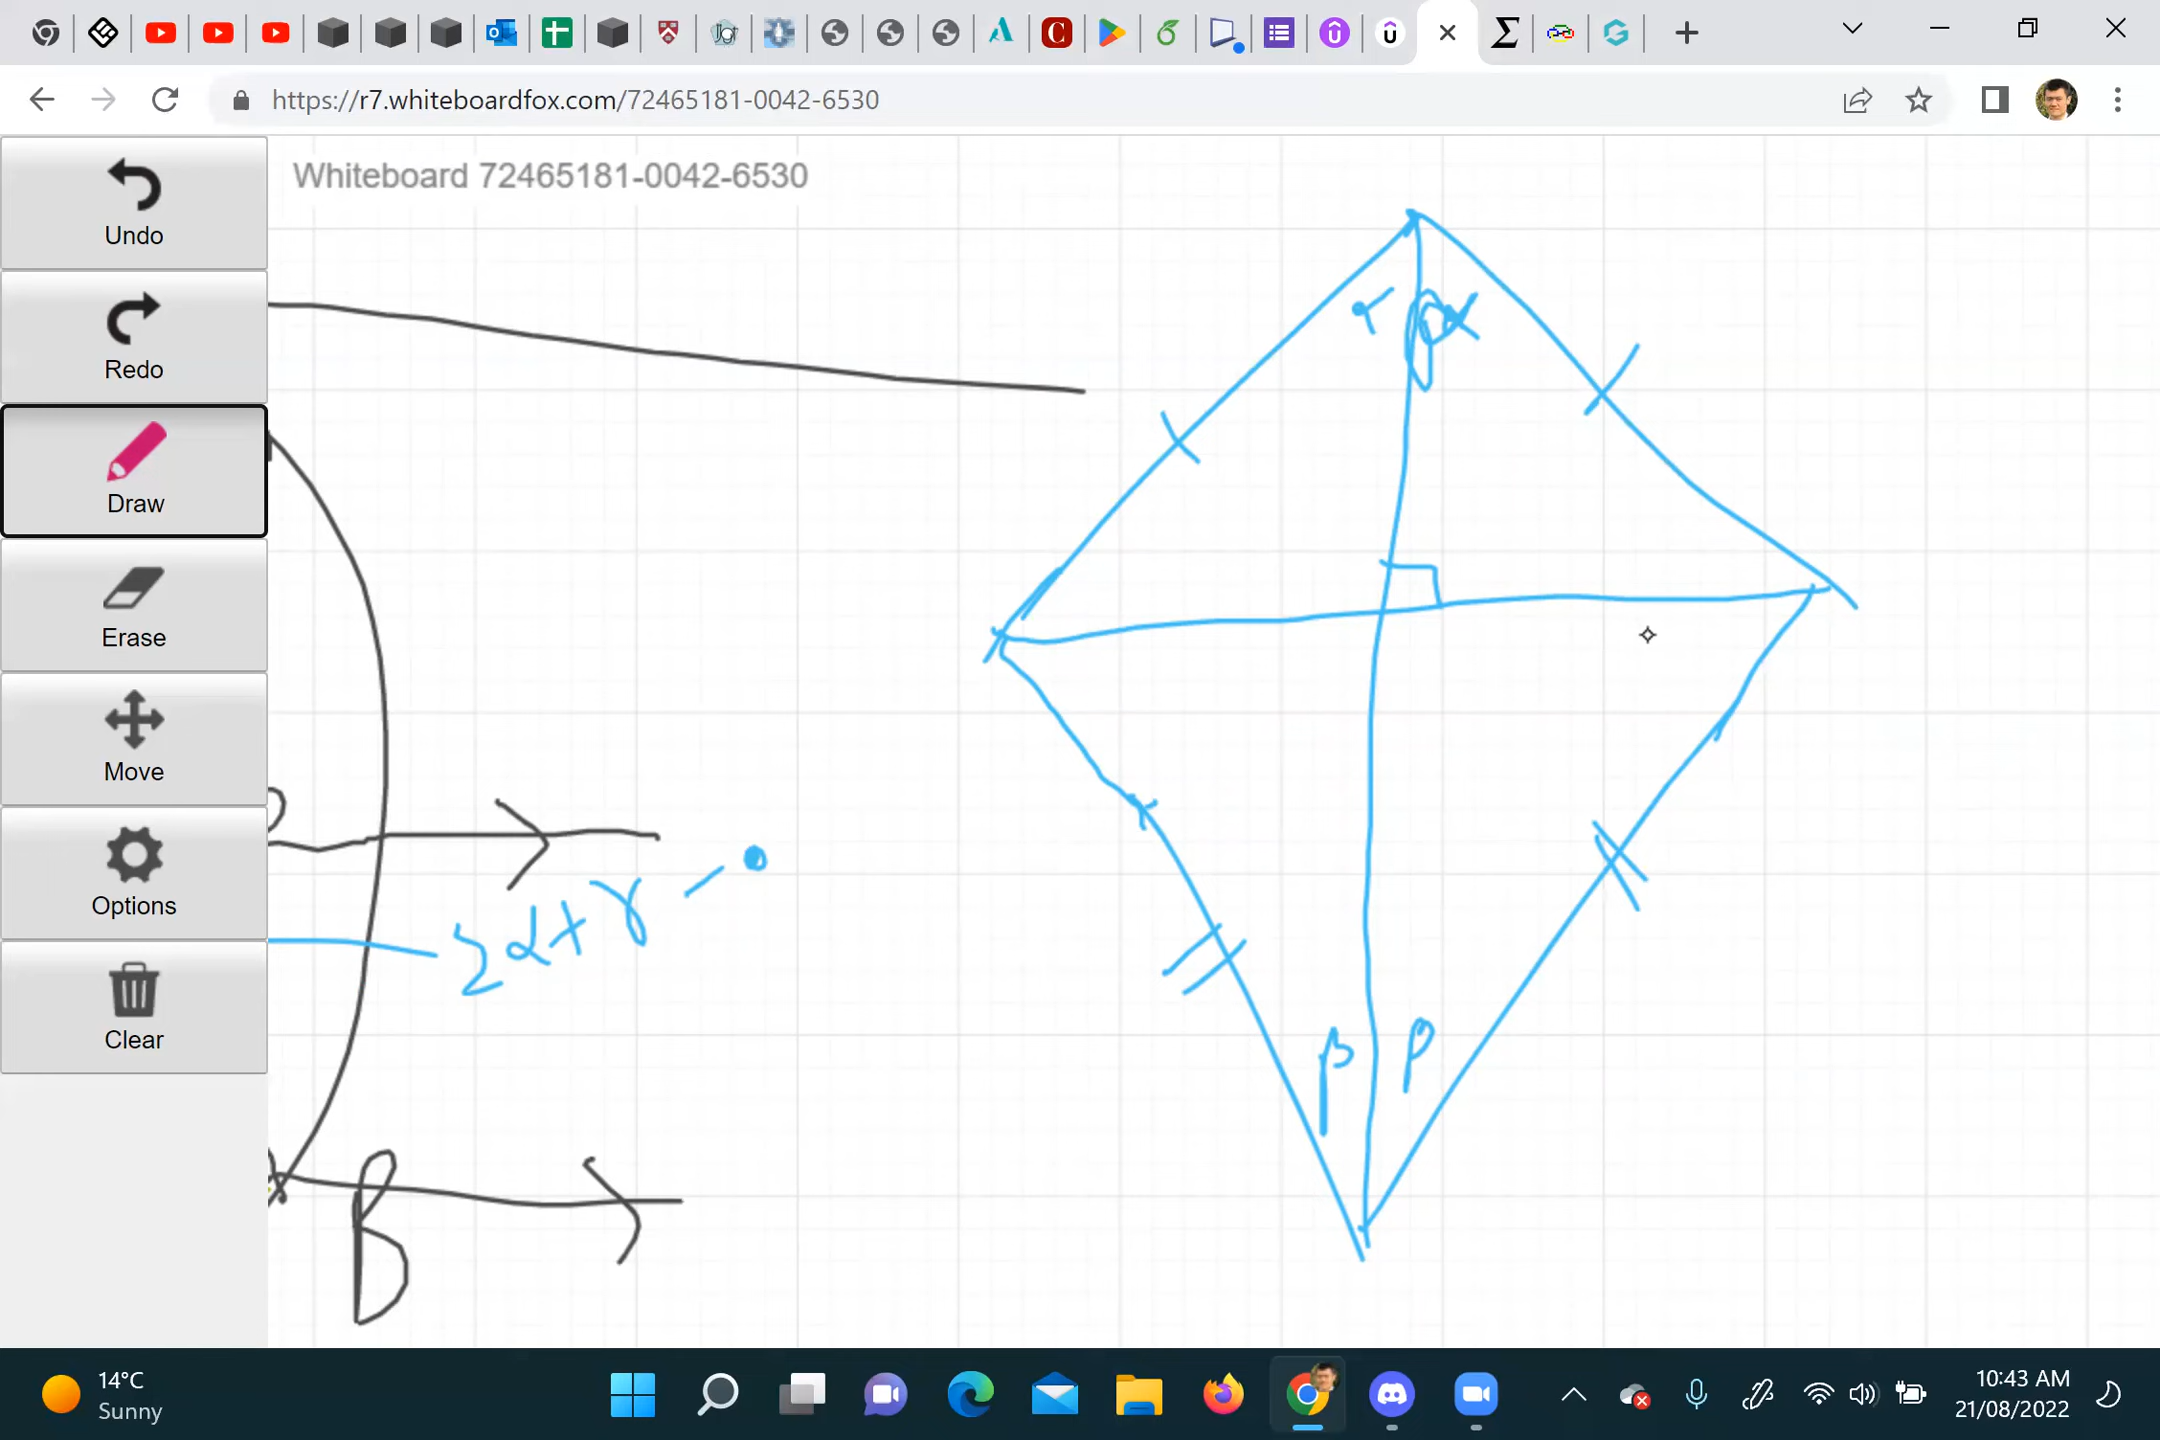 https://r7.whiteboardfox.com/72465181-0042-6530
Whiteboard 72465181-0042-6530
Undo
Redo
Draw
Erase
Move
Options
Clear
α
2α+γ-
β β
B
14°C
Sunny
10:43 AM
21/08/2022